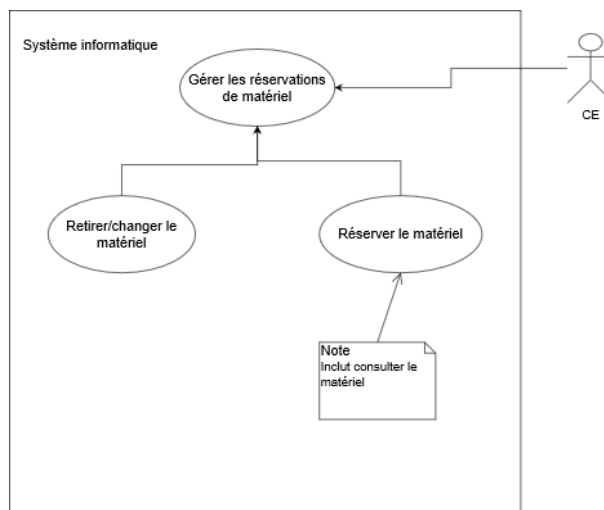 Système informatique
Gérer les réservations
de matériel
CE
Retirer/changer le
matériel
Réserver le matériel
Note
Inclut consulter le
matériel